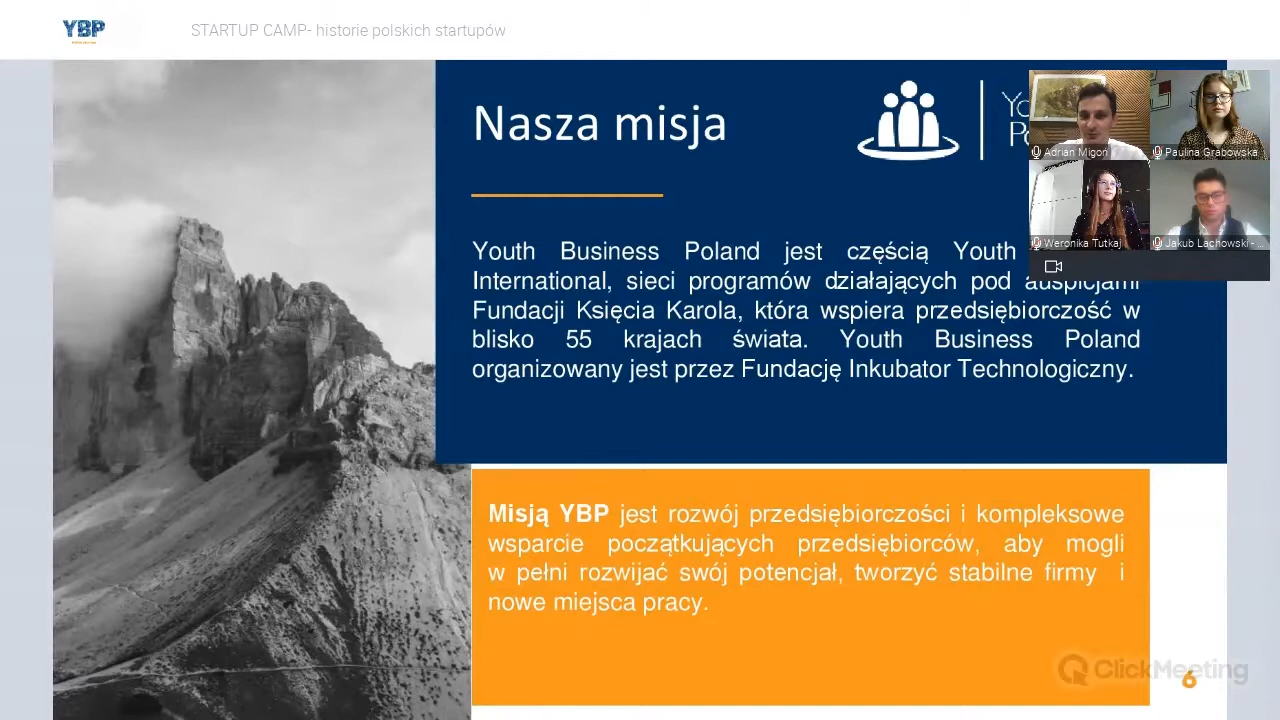 YBP
STARTUP CAMP- historie polskich startupów
Nasza misja
Adrian Migoń
Paulina Grabowska
Weronika Tutkaj
Jakub Lachowski - ...
Youth Business Poland jest częścią Youth
International, sieci programów działających pod auspicjami
Fundacji Księcia Karola, która wspiera przedsiębiorczość w
blisko 55 krajach świata. Youth Business Poland
organizowany jest przez Fundację Inkubator Technologiczny.
Misją YBP jest rozwój przedsiębiorczości i kompleksowe
wsparcie początkujących przedsiębiorców, aby mogli
w pełni rozwijać swój potencjał, tworzyć stabilne firmy i
nowe miejsca pracy.
ClickMeeting
6